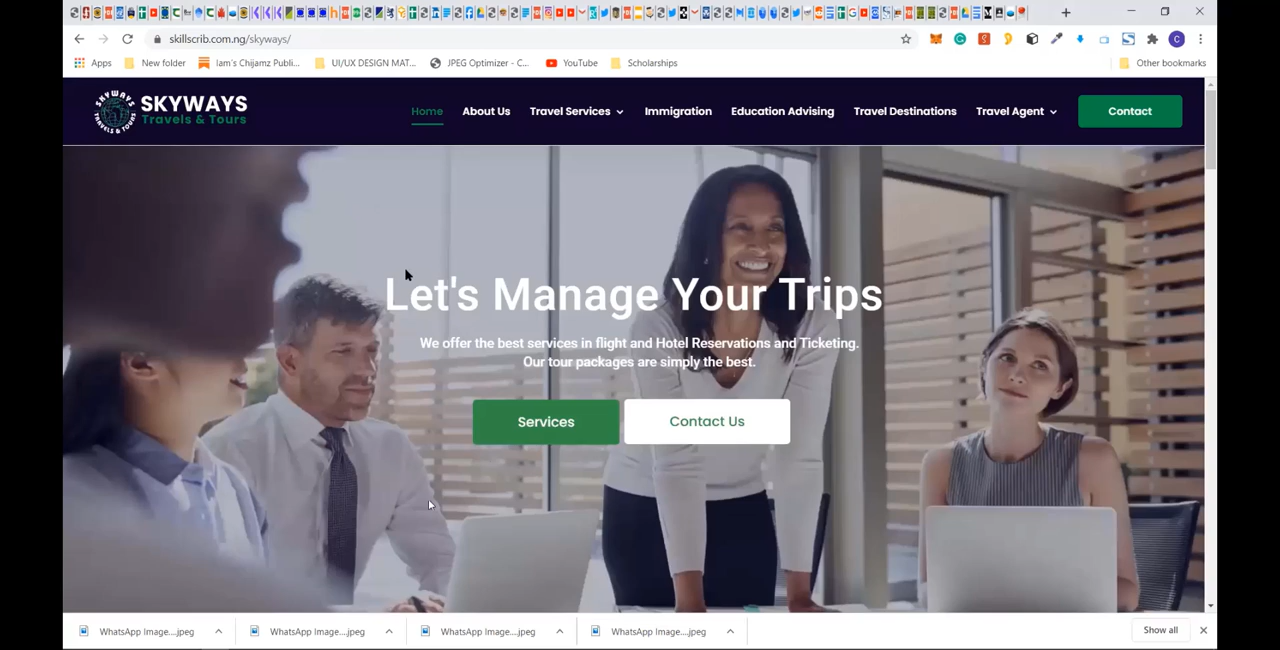 skillscrib.com.ng/skyways/
Apps
New folder
Iam's Chijamz Publi...
UI/UX DESIGN MAT...
JPEG Optimizer - C...
YouTube
Scholarships
Other bookmarks
SKYWAYS
Travels & Tours
SKYWAYS
TRAVELS & TOURS
Home
About Us
Travel Services
Immigration
Education Advising
Travel Destinations
Travel Agent
Contact
Let's Manage Your Trips
We offer the best services in flight and Hotel Reservations and Ticketing.
Our tour packages are simply the best.
Services
Contact Us
WhatsApp Image....jpeg
WhatsApp Image....jpeg
WhatsApp Image....jpeg
WhatsApp Image....jpeg
Show all